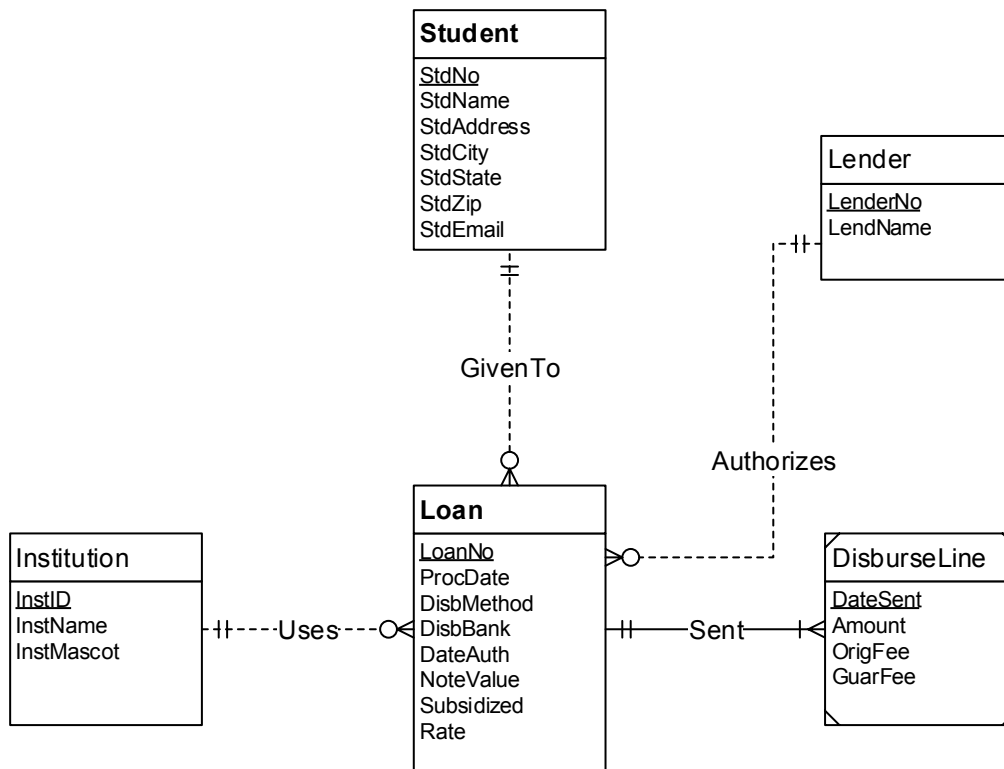 Student
StdNo
StdName
StdAddress
StdCity
StdState
StdZip
StdEmail
Lender
LenderNo
LendName
GivenTo
Authorizes
Loan
LoanNo
ProcDate
DisbMethod
DisbBank
DateAuth
NoteValue
Subsidized
Rate
Institution
InstID
InstName
InstMascot
Uses
Sent
DisburseLine
DateSent
Amount
OrigFee
GuarFee